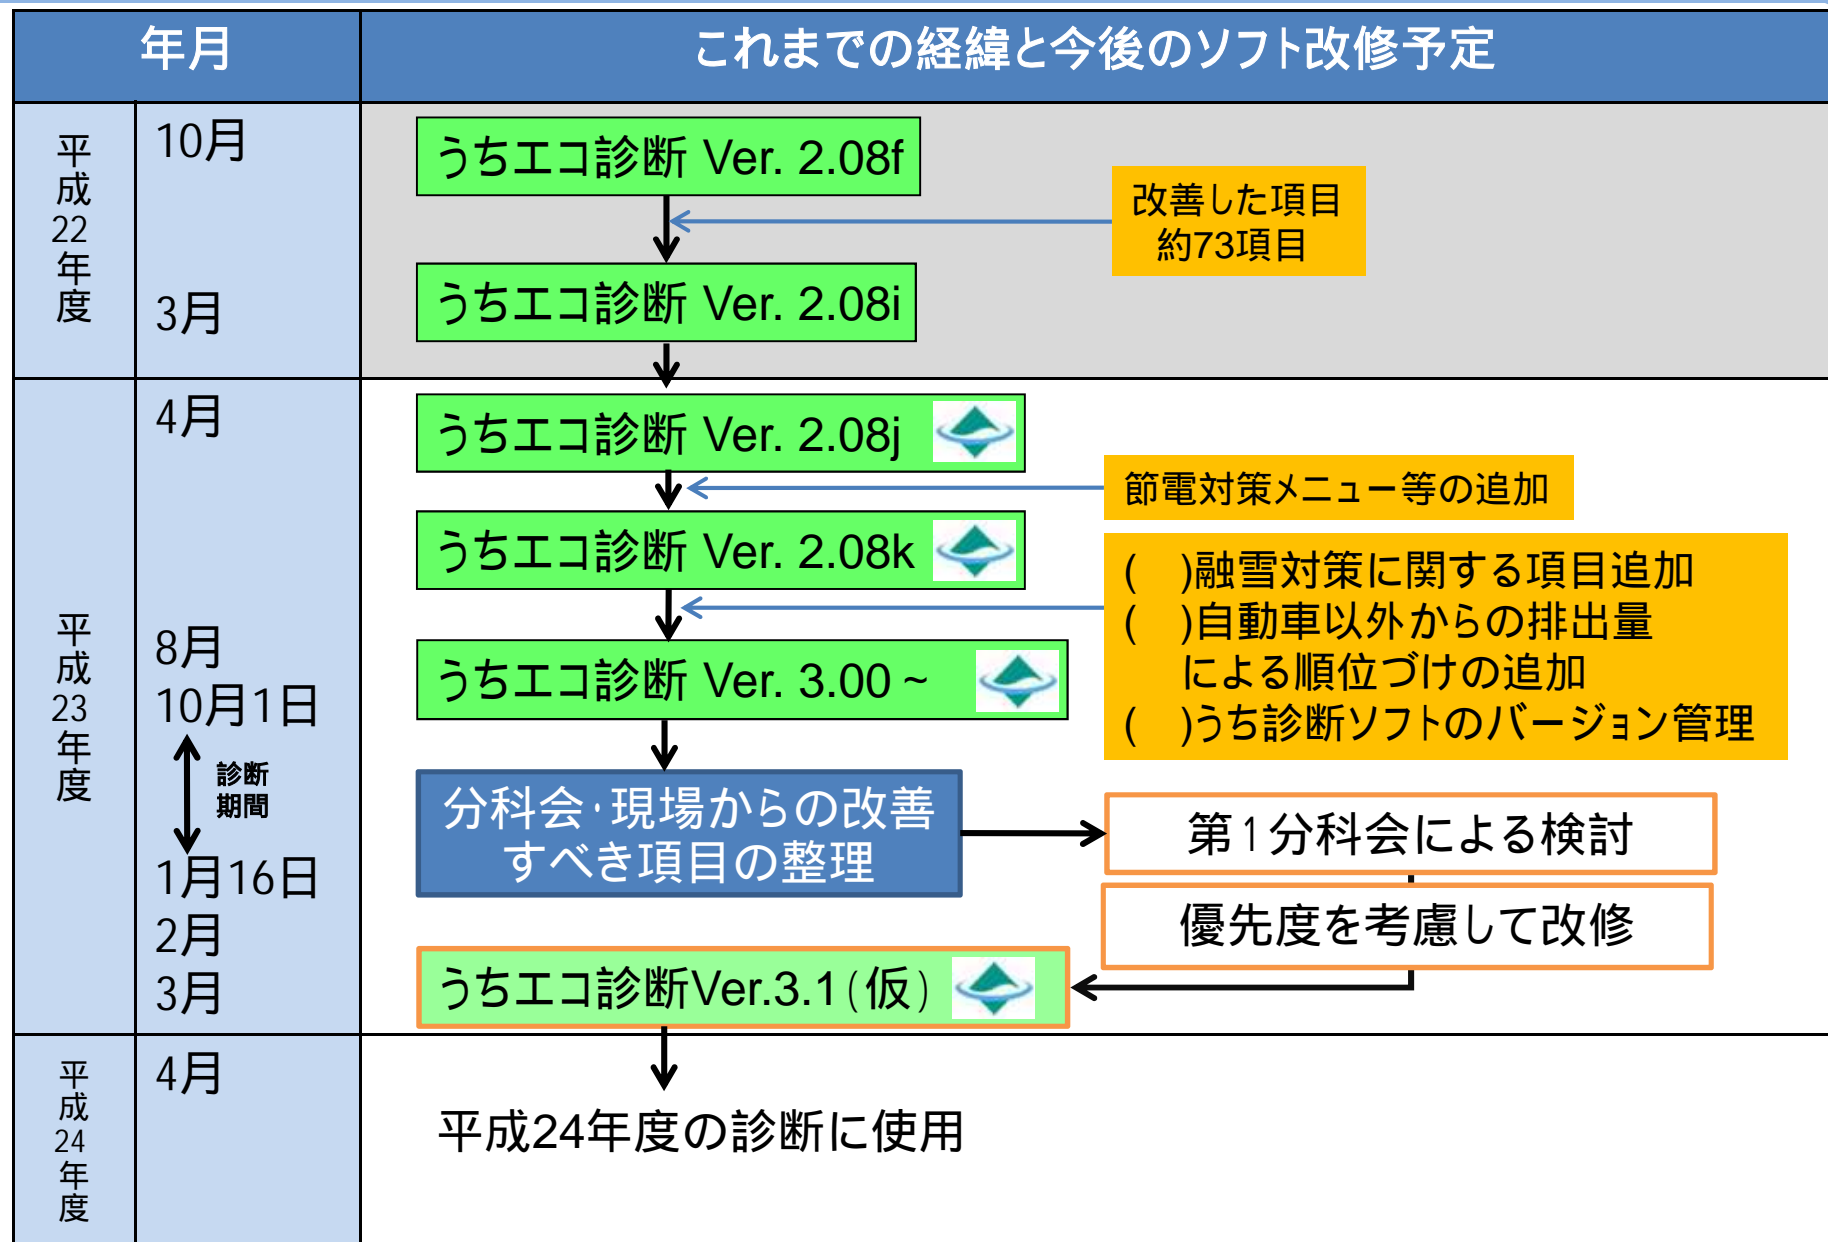 年月
これまでの経緯と今後のソフト改修予定
平成22年度
10月
うちエコ診断 Ver. 2.08f
改善した項目
約73項目
3月
うちエコ診断 Ver. 2.08i
平成23年度
4月
うちエコ診断 Ver. 2.08j
節電対策メニュー等の追加
うちエコ診断 Ver. 2.08k
(　)融雪対策に関する項目追加
(　)自動車以外からの排出量
による順位づけの追加
(　)うち診断ソフトのバージョン管理
8月
うちエコ診断 Ver. 3.00 ~
10月1日
診断
期間
分科会・現場からの改善
すべき項目の整理
第1分科会による検討
1月16日
優先度を考慮して改修
2月
3月
うちエコ診断Ver.3.1(仮)
平成24年度
4月
平成24年度の診断に使用